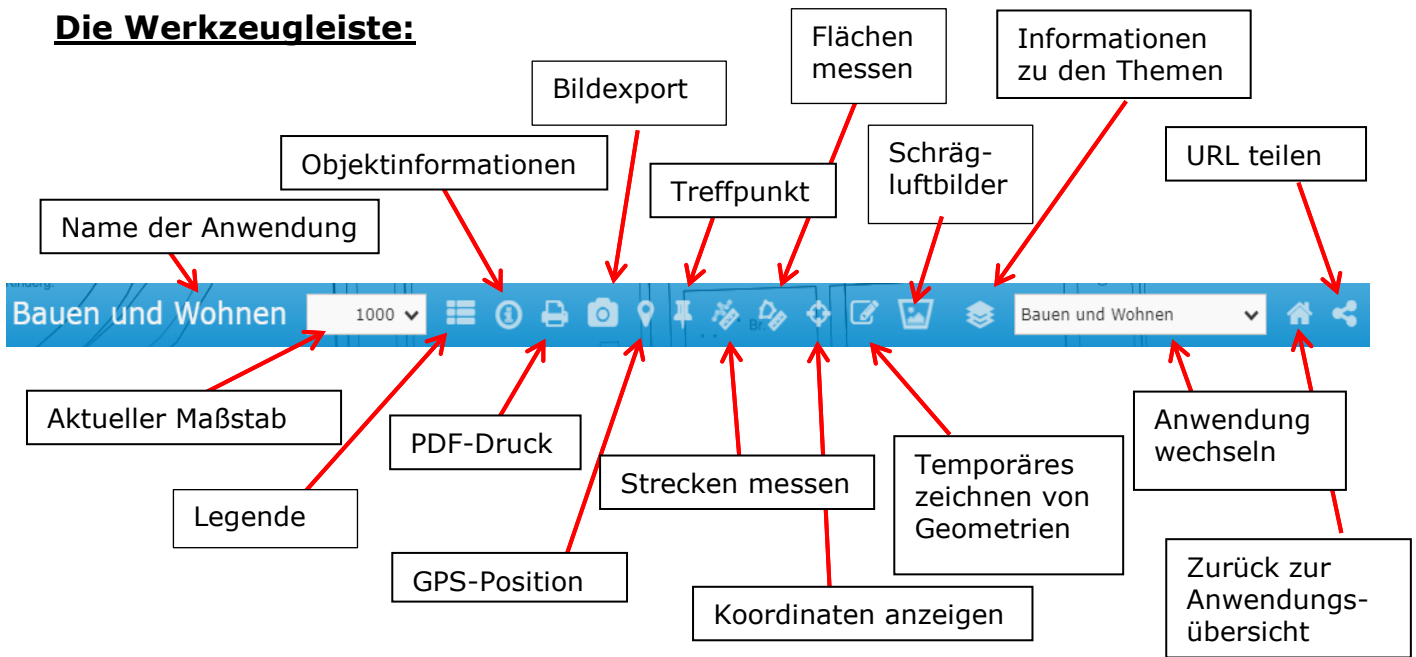 Die Werkzeugleiste:
Flächen
messen
Informationen
zu den Themen
Bildexport
Objektinformationen
Treffpunkt
Schräg-
luftbilder
URL teilen
Name der Anwendung
Bauen und Wohnen
1000
Br.
Bauen und Wohnen
Aktueller Maßstab
PDF-Druck
Anwendung
wechseln
Legende
Strecken messen
Temporäres
zeichnen von
Geometrien
GPS-Position
Koordinaten anzeigen
Zurück zur
Anwendungs-
übersicht